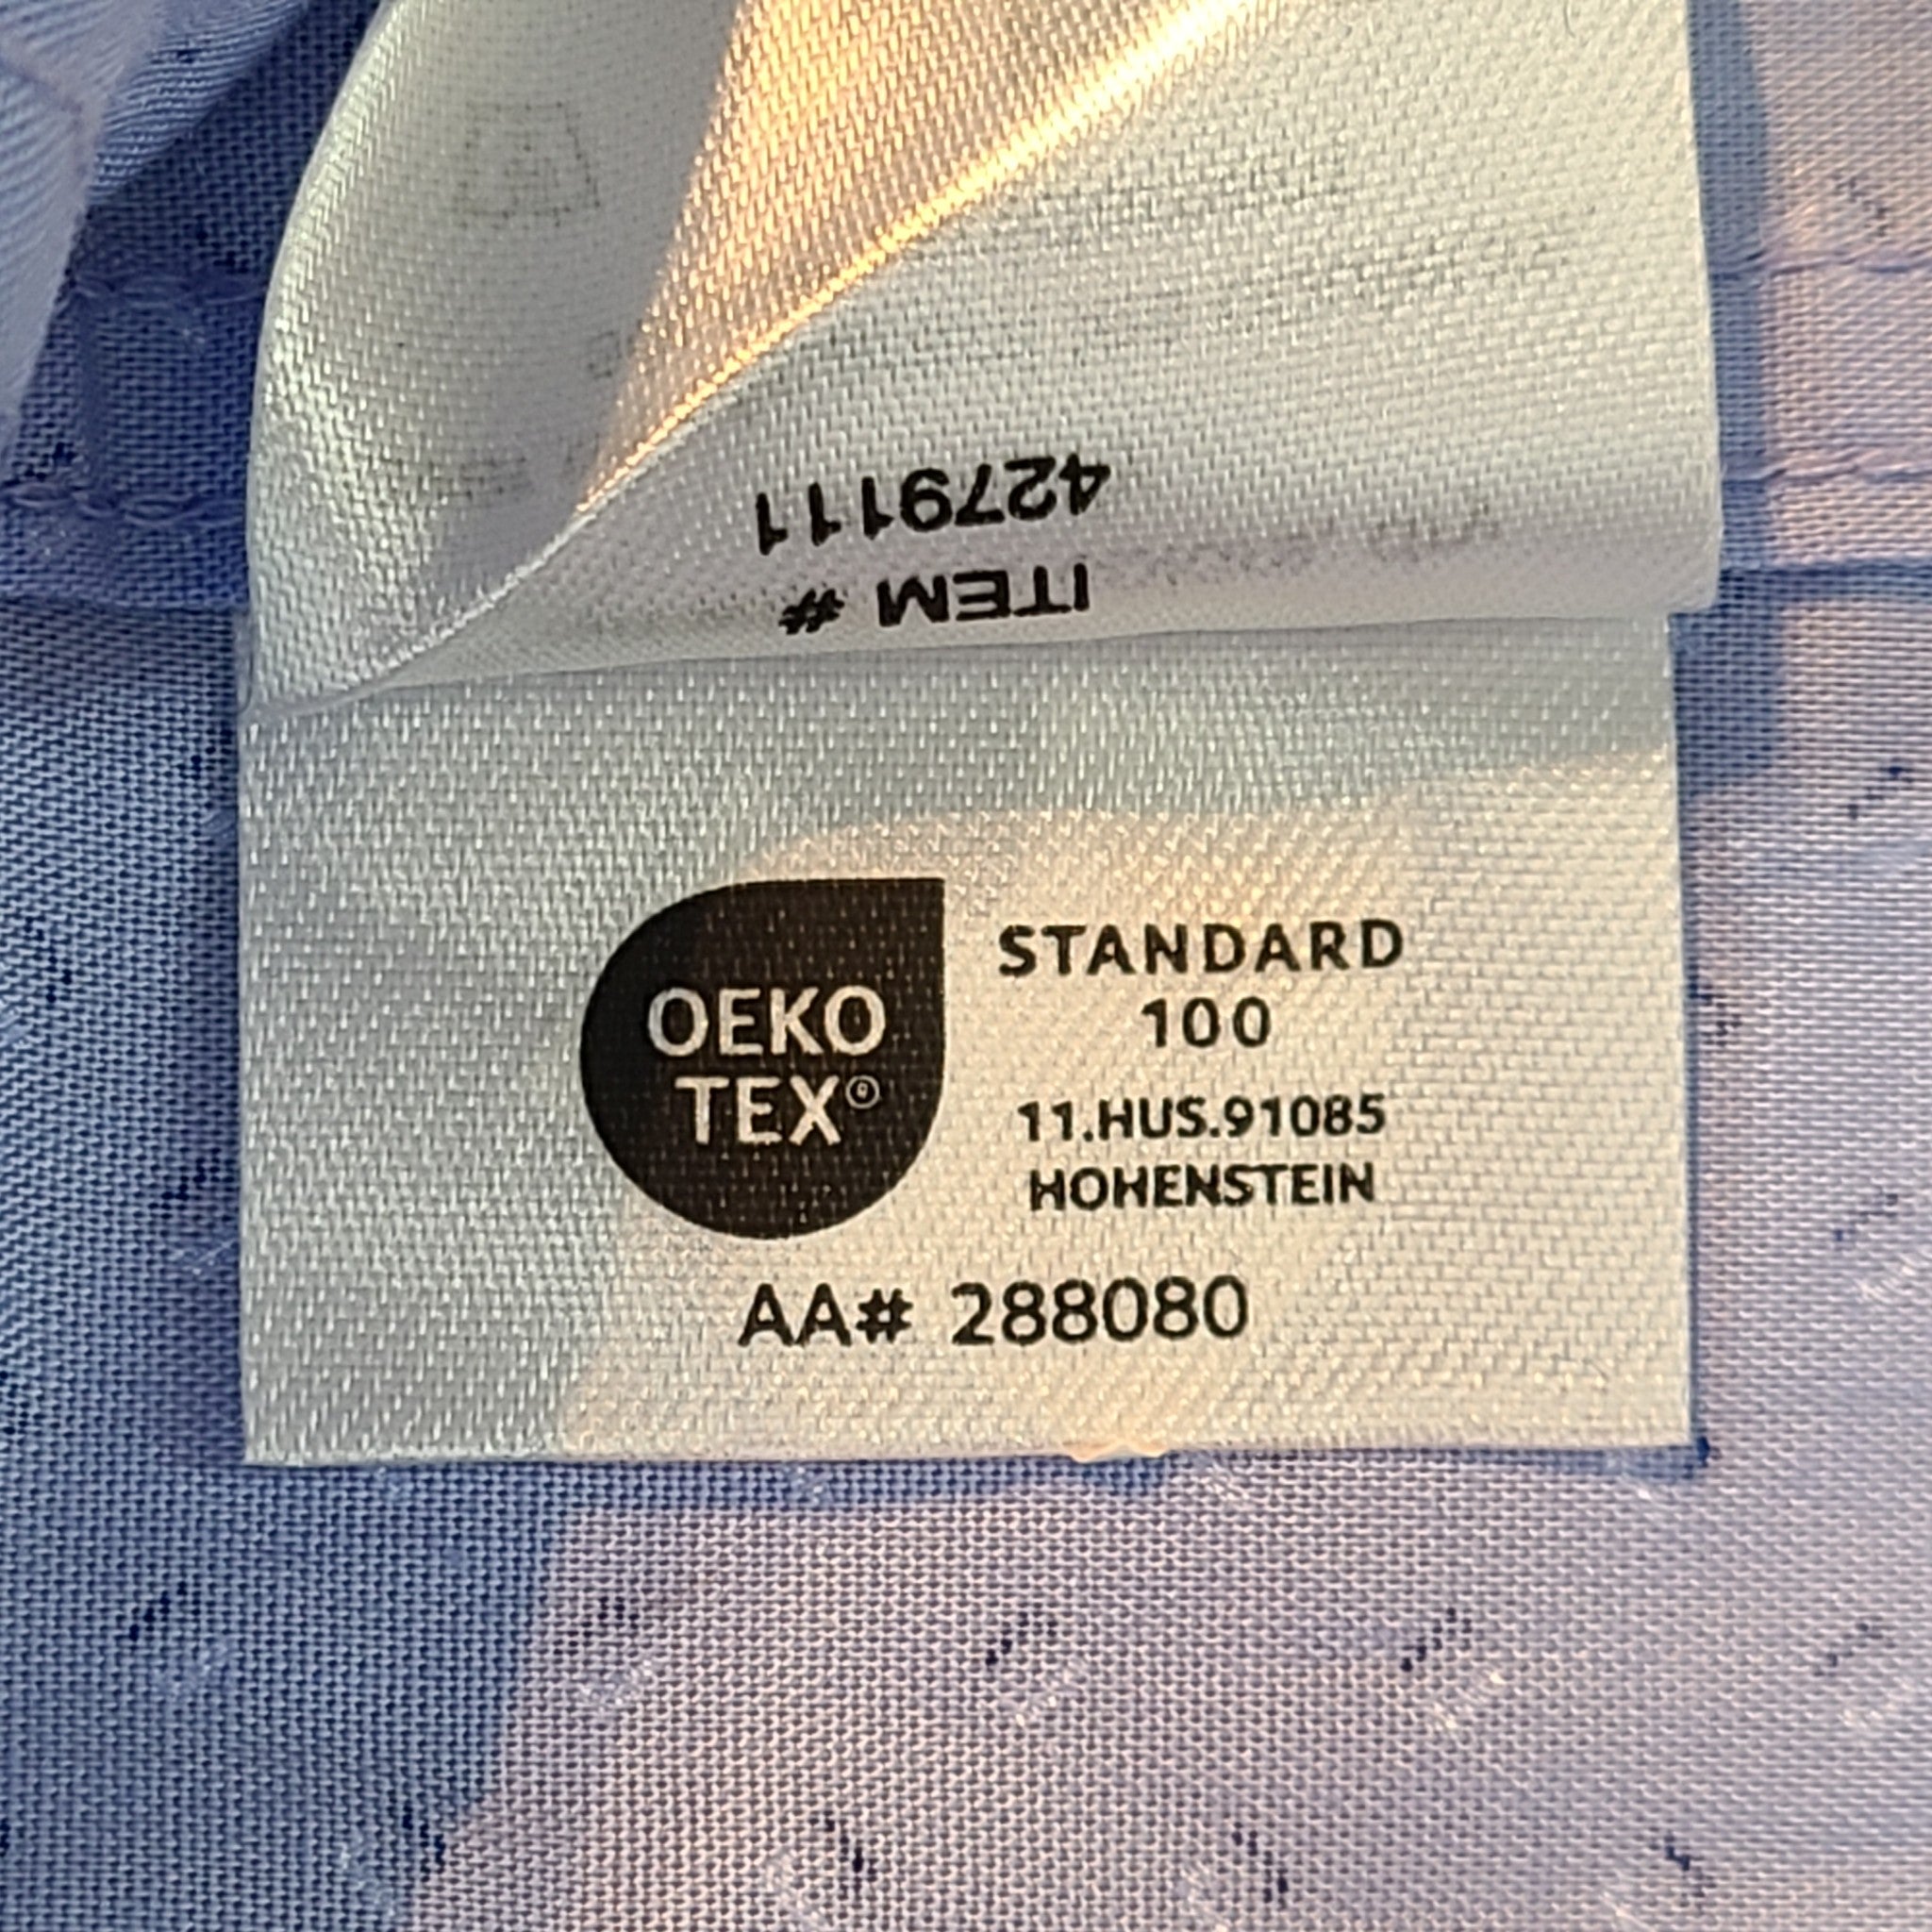 ITEM #
4279111
OEKO
TEX®
STANDARD
100
11.HUS.91085
HOHENSTEIN
AA# 288080